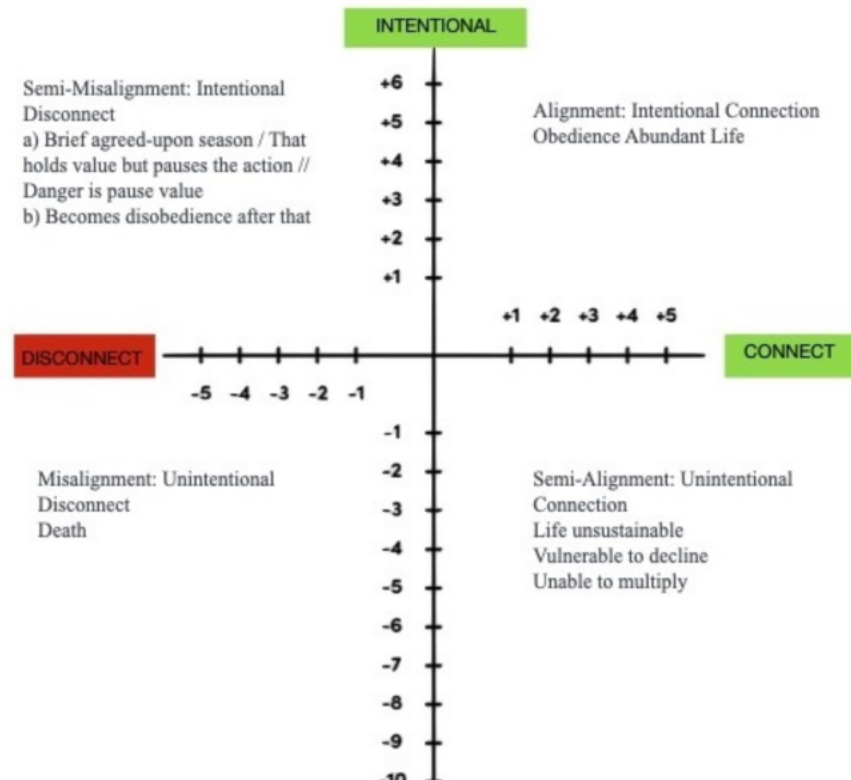 INTENTIONAL
Semi-Misalignment: Intentional
Disconnect
a) Brief agreed-upon season / That
holds value but pauses the action //
Danger is pause value
b) Becomes disobedience after that
Alignment: Intentional Connection
Obedience Abundant Life
+6
+5
+4
+3
+2
+1
+1 +2 +3 +4 +5
DISCONNECT
CONNECT
-5 -4 -3 -2 -1
-1
-2
-3
-4
-5
-6
-7
-8
-9
-10
Misalignment: Unintentional
Disconnect
Death
Semi-Alignment: Unintentional
Connection
Life unsustainable
Vulnerable to decline
Unable to multiply